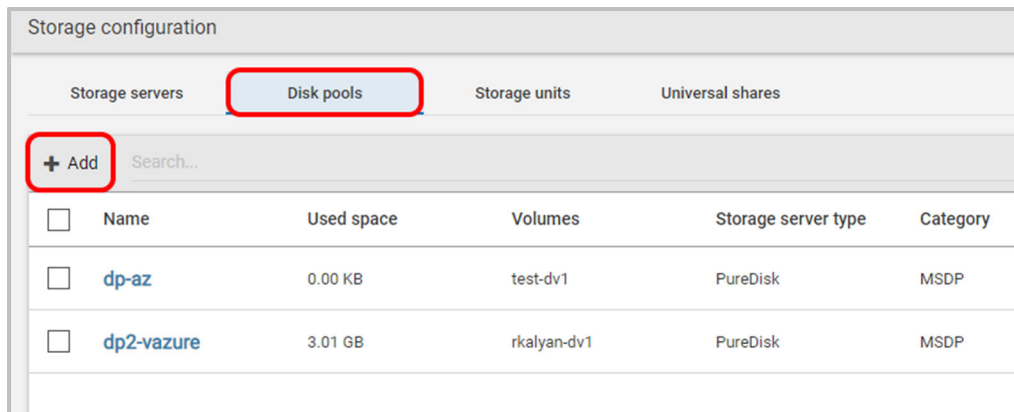 Storage configuration
Storage servers Disk pools Storage units Universal shares
+ Add Search...
Name Used space Volumes Storage server type Category
dp-az 0.00 KB test-dv1 PureDisk MSDP
dp2-vazure 3.01 GB rkalyan-dv1 PureDisk MSDP